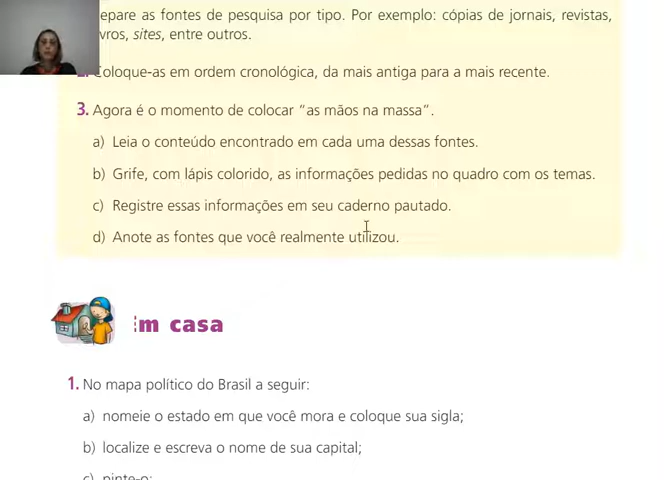 epare as fontes de pesquisa por tipo. Por exemplo: cópias de jornais, revistas,
vros, sites, entre outros.
2. Coloque-as em ordem cronológica, da mais antiga para a mais recente.
3. Agora é o momento de colocar “as mãos na massa”.
a) Leia o conteúdo encontrado em cada uma dessas fontes.
b) Grife, com lápis colorido, as informações pedidas no quadro com os temas.
c) Registre essas informações em seu caderno pautado.
d) Anote as fontes que você realmente utilizou.
Em casa
1. No mapa político do Brasil a seguir:
a) nomeie o estado em que você mora e coloque sua sigla;
b) localize e escreva o nome de sua capital;
c) pinte-o;